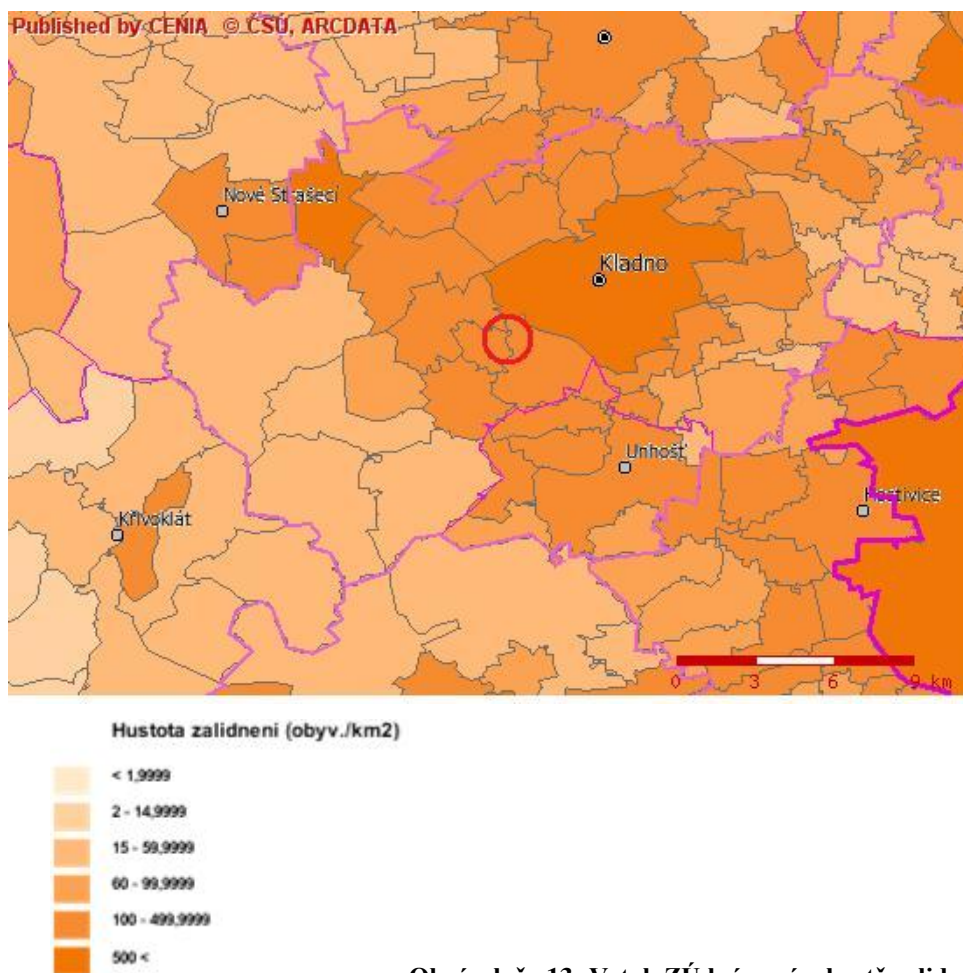 Published by CENIA © ČSÚ, ARCDATA
Nové Strašecí
Kladno
Unhošť
Hostivice
Křivoklát
0 3 6 9 km
Hustota zalidneni (obyv./km2)
< 1,9999
2 - 14,9999
15 - 59,9999
60 - 99,9999
100 - 499,9999
500 <